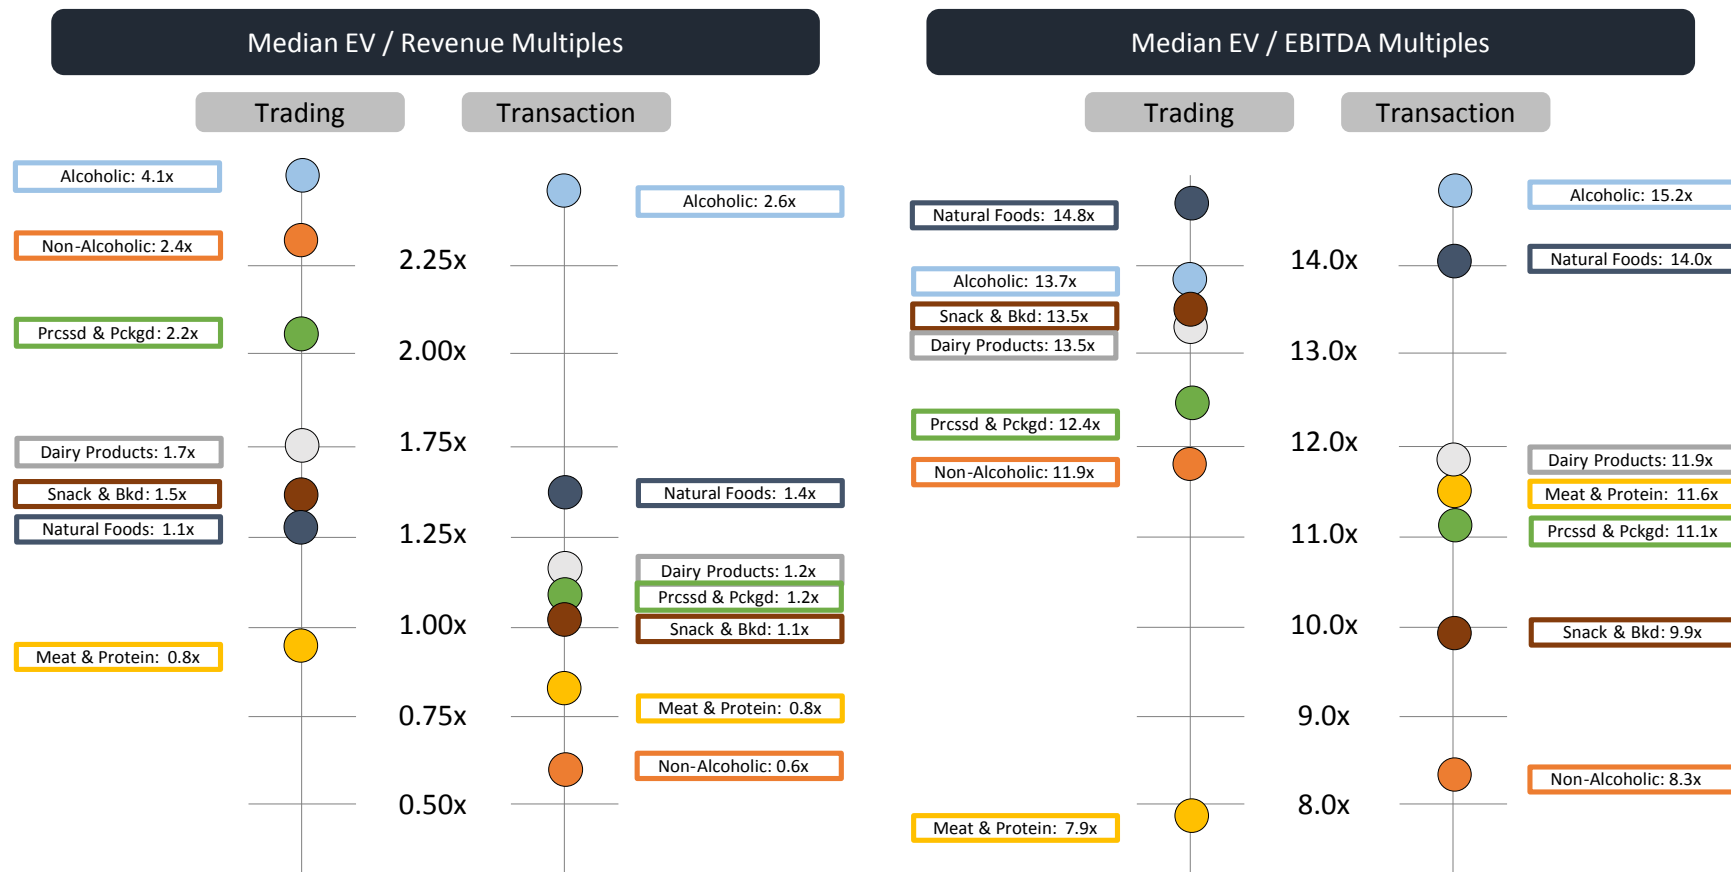 Median EV / Revenue Multiples
Trading
Transaction
Alcoholic: 4.1x
Non-Alcoholic: 2.4x
Prcssd & Pckgd: 2.2x
Dairy Products: 1.7x
Snack & Bkd: 1.5x
Natural Foods: 1.1x
Meat & Protein: 0.8x
2.25x
2.00x
1.75x
1.25x
1.00x
0.75x
0.50x
Alcoholic: 2.6x
Natural Foods: 1.4x
Dairy Products: 1.2x
Prcssd & Pckgd: 1.2x
Snack & Bkd: 1.1x
Meat & Protein: 0.8x
Non-Alcoholic: 0.6x
Median EV / EBITDA Multiples
Trading
Transaction
Natural Foods: 14.8x
Alcoholic: 13.7x
Snack & Bkd: 13.5x
Dairy Products: 13.5x
Prcssd & Pckgd: 12.4x
Non-Alcoholic: 11.9x
Meat & Protein: 7.9x
14.0x
13.0x
12.0x
11.0x
10.0x
9.0x
8.0x
Alcoholic: 15.2x
Natural Foods: 14.0x
Dairy Products: 11.9x
Meat & Protein: 11.6x
Prcssd & Pckgd: 11.1x
Snack & Bkd: 9.9x
Non-Alcoholic: 8.3x